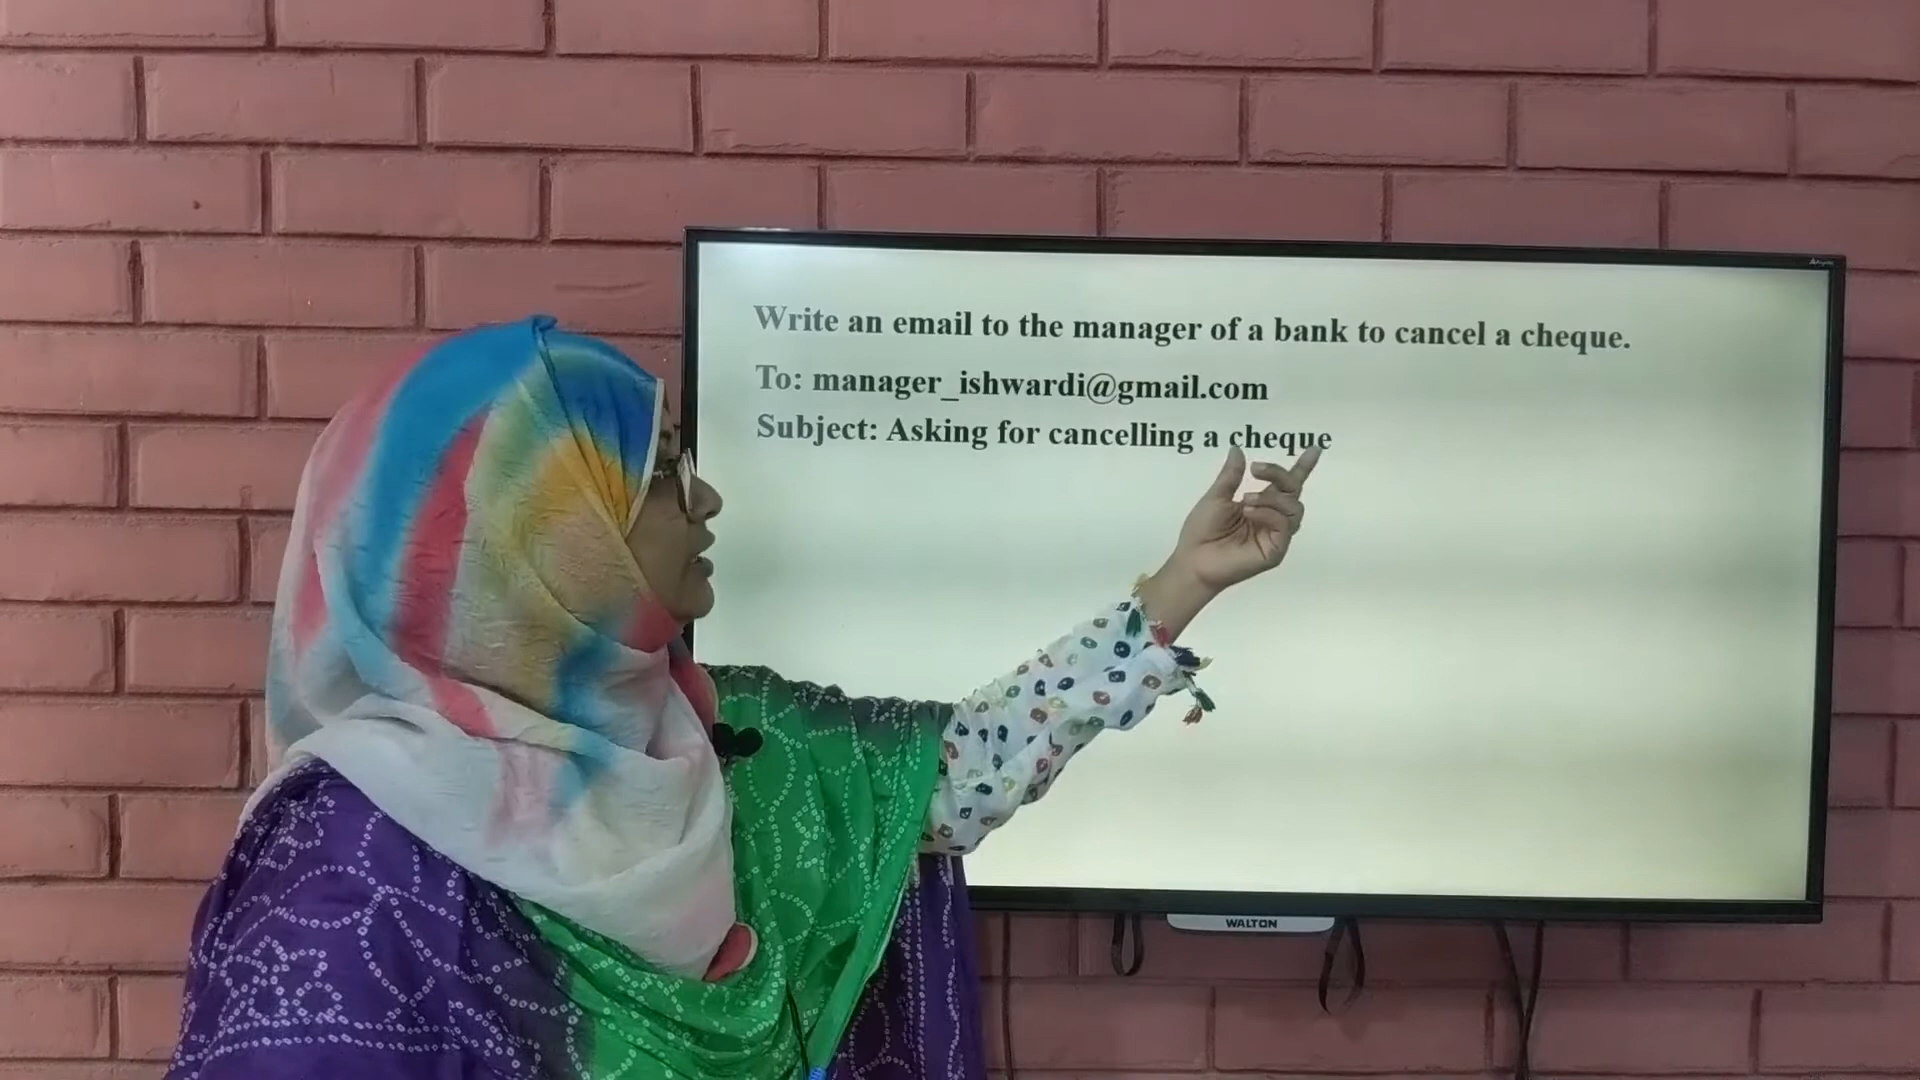 Write an email to the manager of a bank to cancel a cheque.
To: manager_ishwardi@gmail.com
Subject: Asking for cancelling a cheque
WALTON